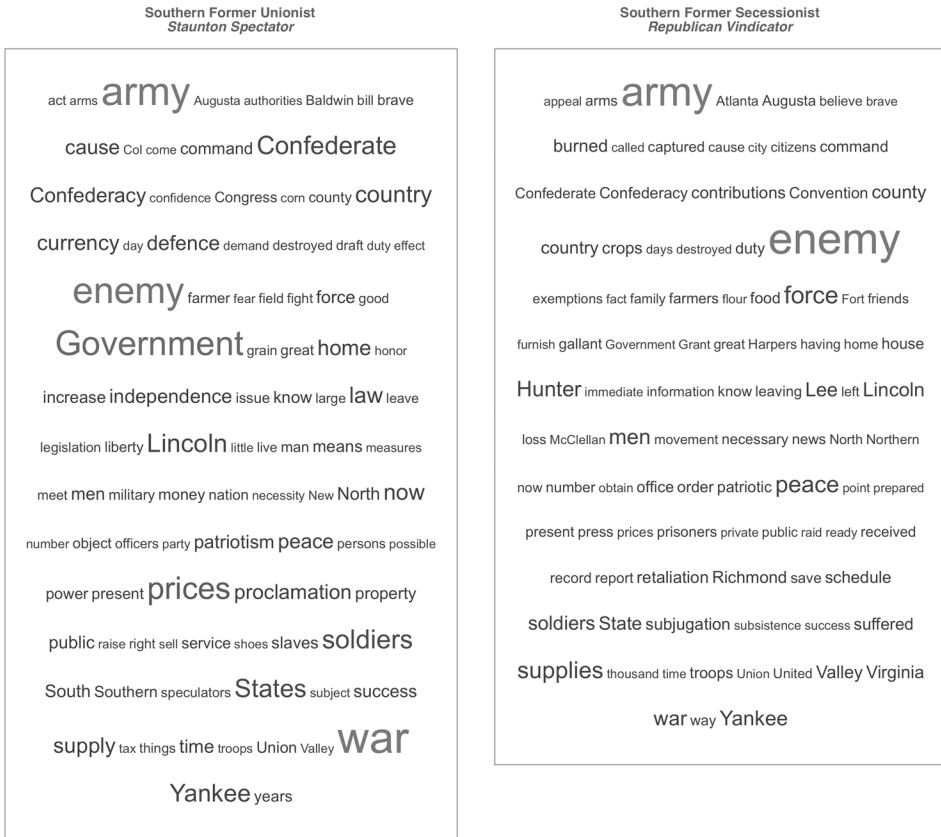 Southern Former Unionist
Staunton Spectator
act arms army Augusta authorities Baldwin bill brave
cause Col come command Confederate
Confederacy confidence Congress corn county country
currency day defence demand destroyed draft duty effect
enemy farmer fear field fight force good
Government grain great home honor
increase independence issue know large law leave
legislation liberty Lincoln little live man means measures
meet men military money nation necessity New North now
number object officers party patriotism peace persons possible
power present prices proclamation property
public raise right sell service shoes slaves soldiers
South Southern speculators States subject success
supply tax things time troops Union Valley war
Yankee years
Southern Former Secessionist
Republican Vindicator
appeal arms army Atlanta Augusta believe brave
burned called captured cause city citizens command
Confederate Confederacy contributions Convention county
country crops days destroyed duty enemy
exemptions fact family farmers flour food force Fort friends
furnish gallant Government Grant great Harpers having home house
Hunter immediate information know leaving Lee left Lincoln
loss McClellan men movement necessary news North Northern
now number obtain office order patriotic peace point prepared
present press prices prisoners private public raid ready received
record report retaliation Richmond save schedule
soldiers State subjugation subsistence success suffered
supplies thousand time troops Union United Valley Virginia
war way Yankee